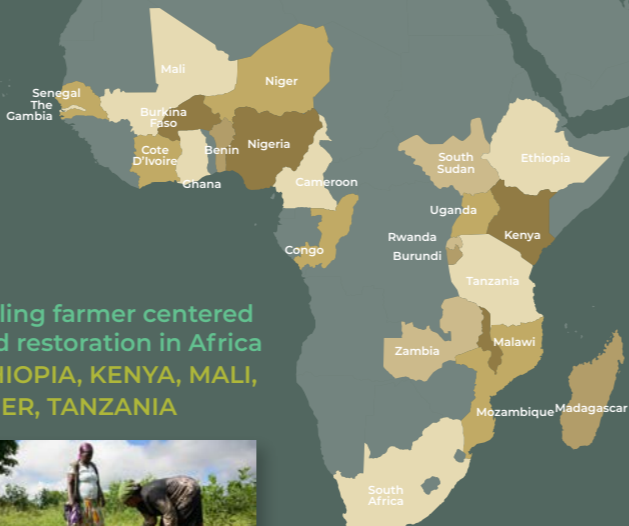 Mali
Niger
Senegal
The
Gambia
Burkina
Faso
Cote
D'Ivoire
Benin
Nigeria
Ghana
Cameroon
Congo
South
Sudan
Ethiopia
Uganda
Kenya
Rwanda
Burundi
Tanzania
Zambia
Malawi
Mozambique
Madagascar
South
Africa
ling farmer centered
d restoration in Africa
HIOPIA, KENYA, MALI,
ER, TANZANIA